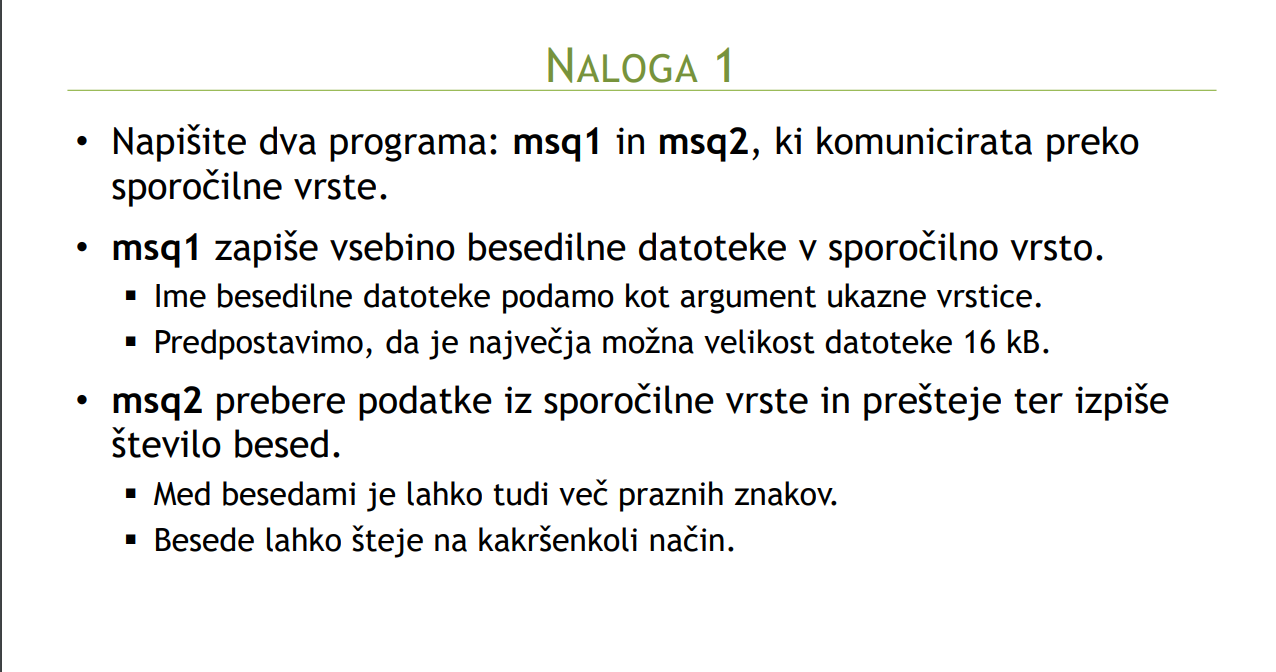 NALOGA 1
• Napišite dva programa: msq1 in msq2, ki komunicirata preko
sporočilne vrste.
• msq1 zapiše vsebino besedilne datoteke v sporočilno vrsto.
▪ Ime besedilne datoteke podamo kot argument ukazne vrstice.
▪ Predpostavimo, da je največja možna velikost datoteke 16 kB.
• msq2 prebere podatke iz sporočilne vrste in prešteje ter izpiše
število besed.
▪ Med besedami je lahko tudi več praznih znakov.
▪ Besede lahko šteje na kakršenkoli način.